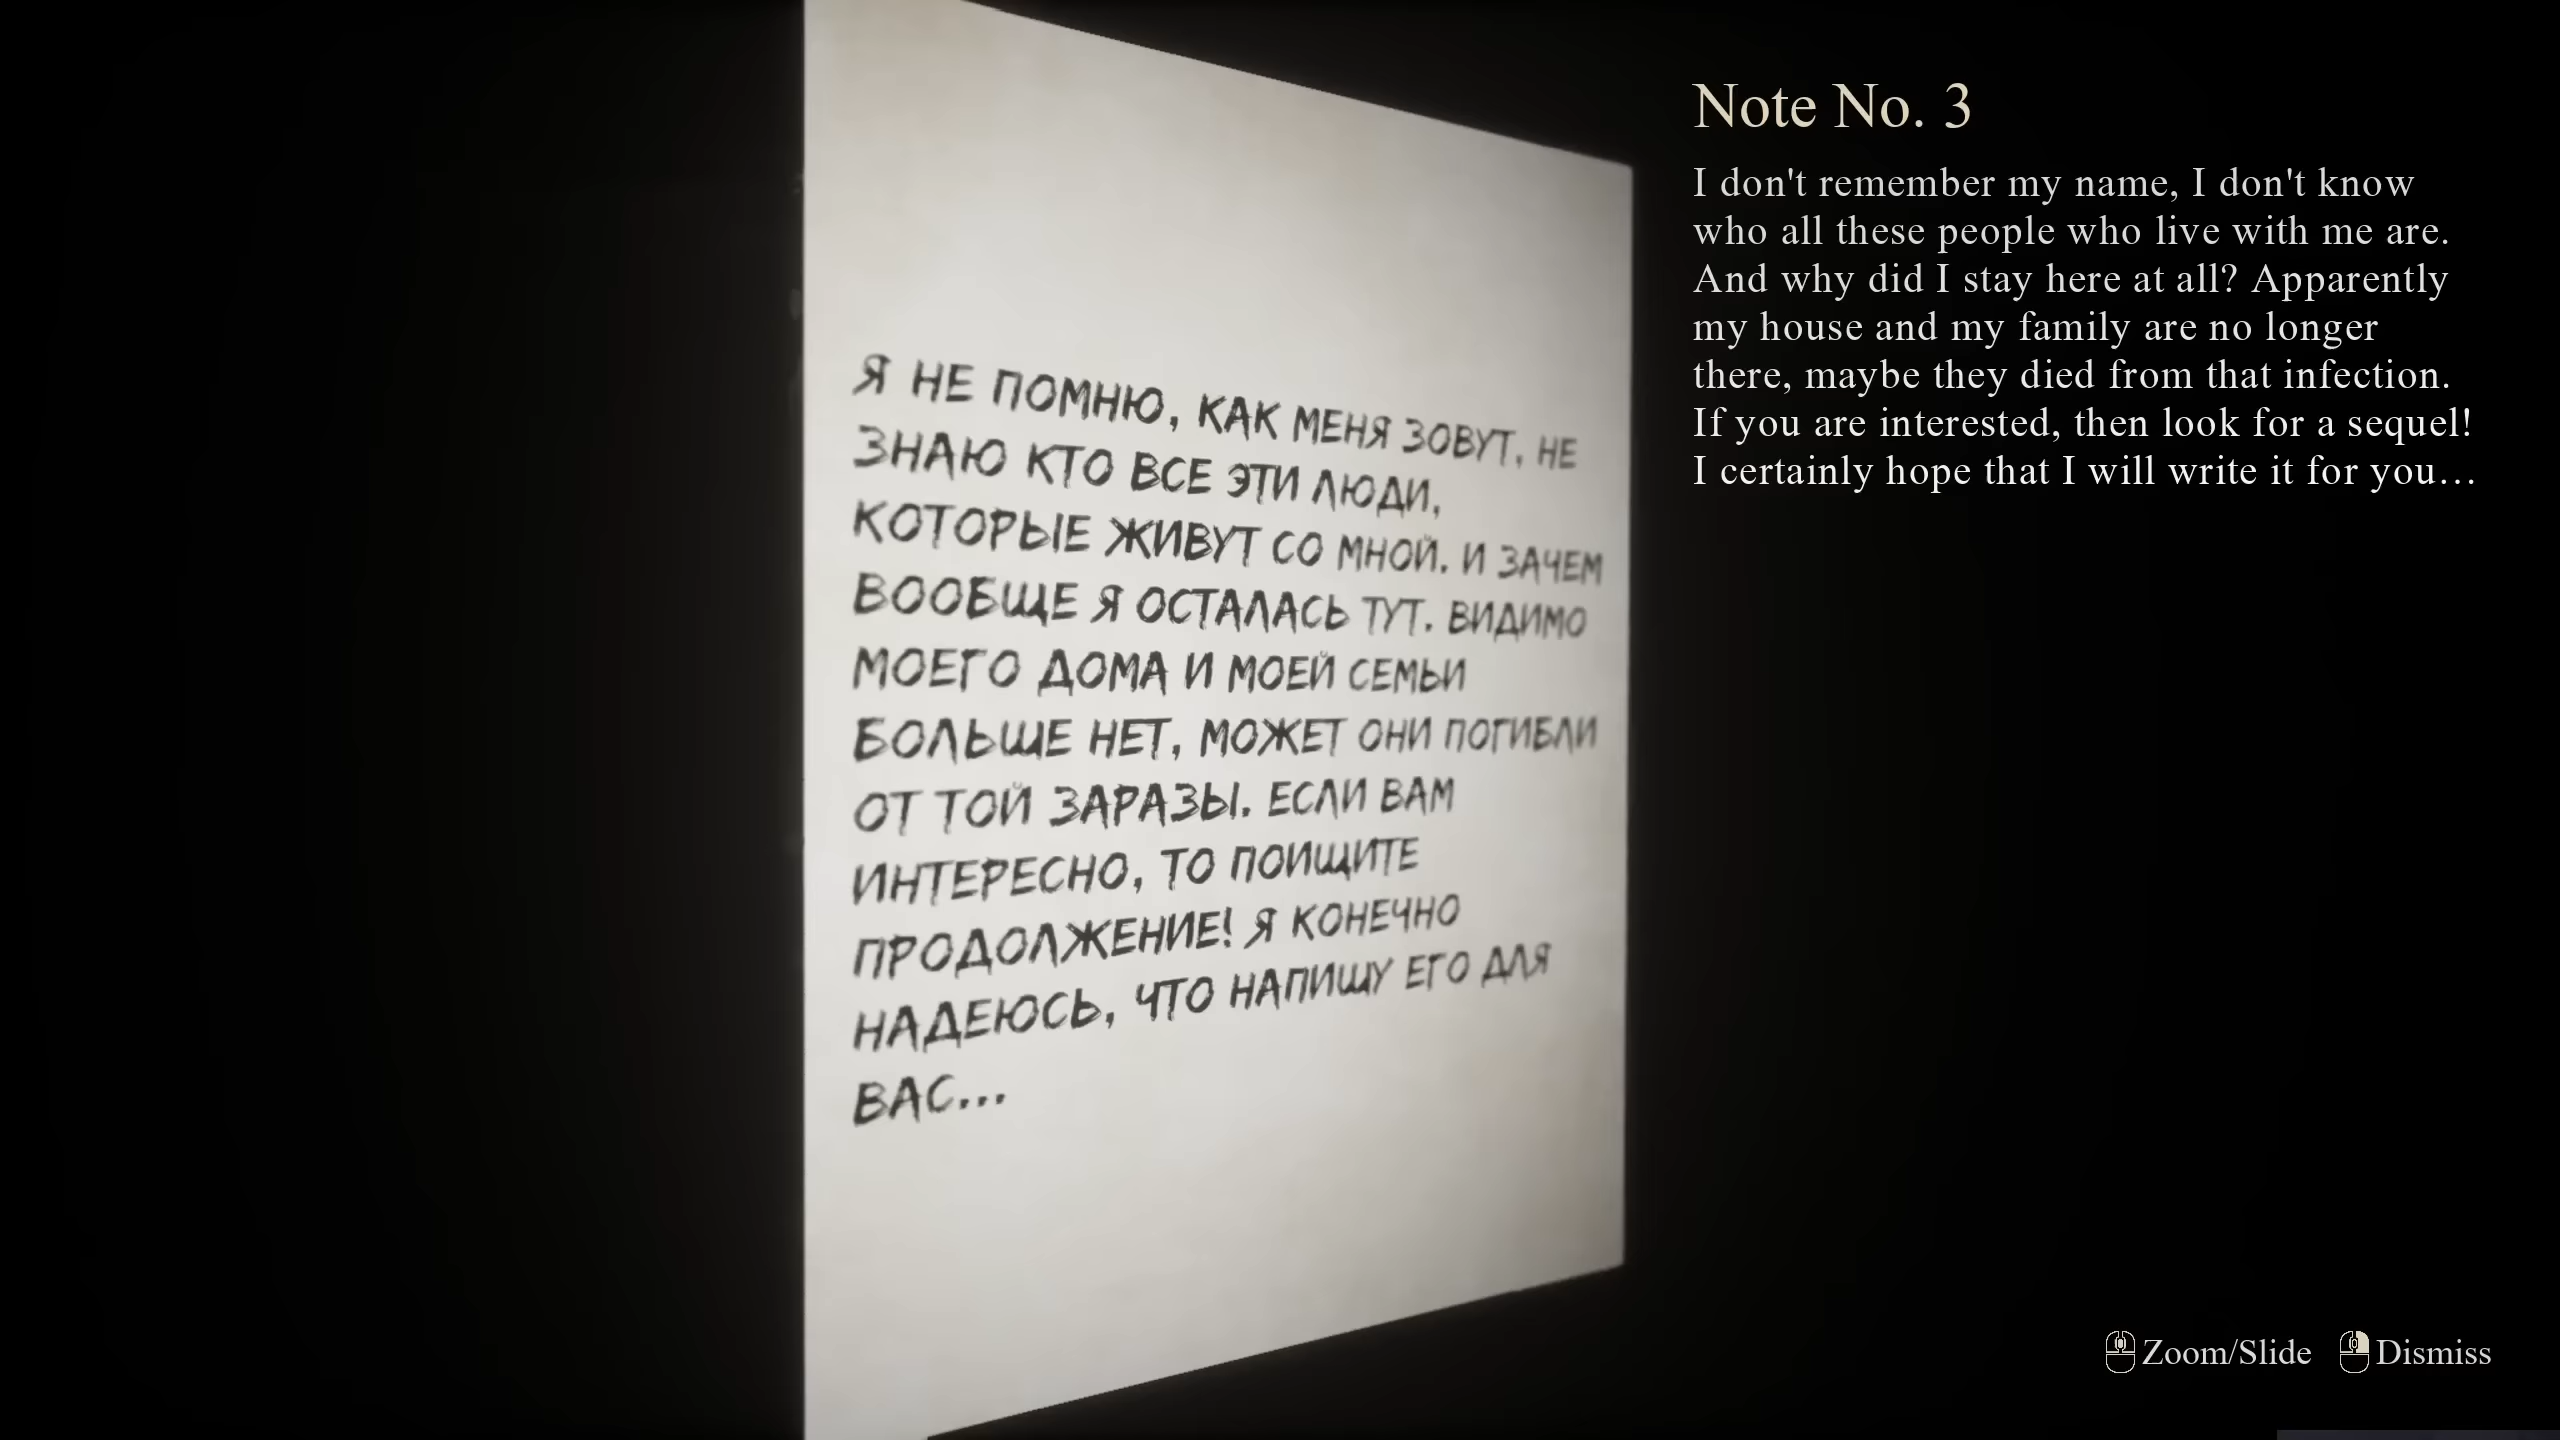 Я НЕ ПОМНЮ, КАК МЕНЯ ЗОВУТ, НЕ
ЗНАЮ КТО ВСЕ ЭТИ ЛЮДИ,
КОТОРЫЕ ЖИВУТ СО МНОЙ. И ЗАЧЕМ
ВООБЩЕ Я ОСТАЛАСЬ ТУТ. ВИДИМО
МОЕГО ДОМА И МОЕЙ СЕМЬИ
БОЛЬШЕ НЕТ, МОЖЕТ ОНИ ПОГИБЛИ
ОТ ТОЙ ЗАРАЗЫ. ЕСЛИ ВАМ
ИНТЕРЕСНО, ТО ПОИЩИТЕ
ПРОДОЛЖЕНИЕ! Я КОНЕЧНО
НАДЕЮСЬ, ЧТО НАПИШУ ЕГО ДЛЯ
ВАС...
Note No. 3
I don't remember my name, I don't know
who all these people who live with me are.
And why did I stay here at all? Apparently
my house and my family are no longer
there, maybe they died from that infection.
If you are interested, then look for a sequel!
I certainly hope that I will write it for you…
Zoom/Slide Dismiss